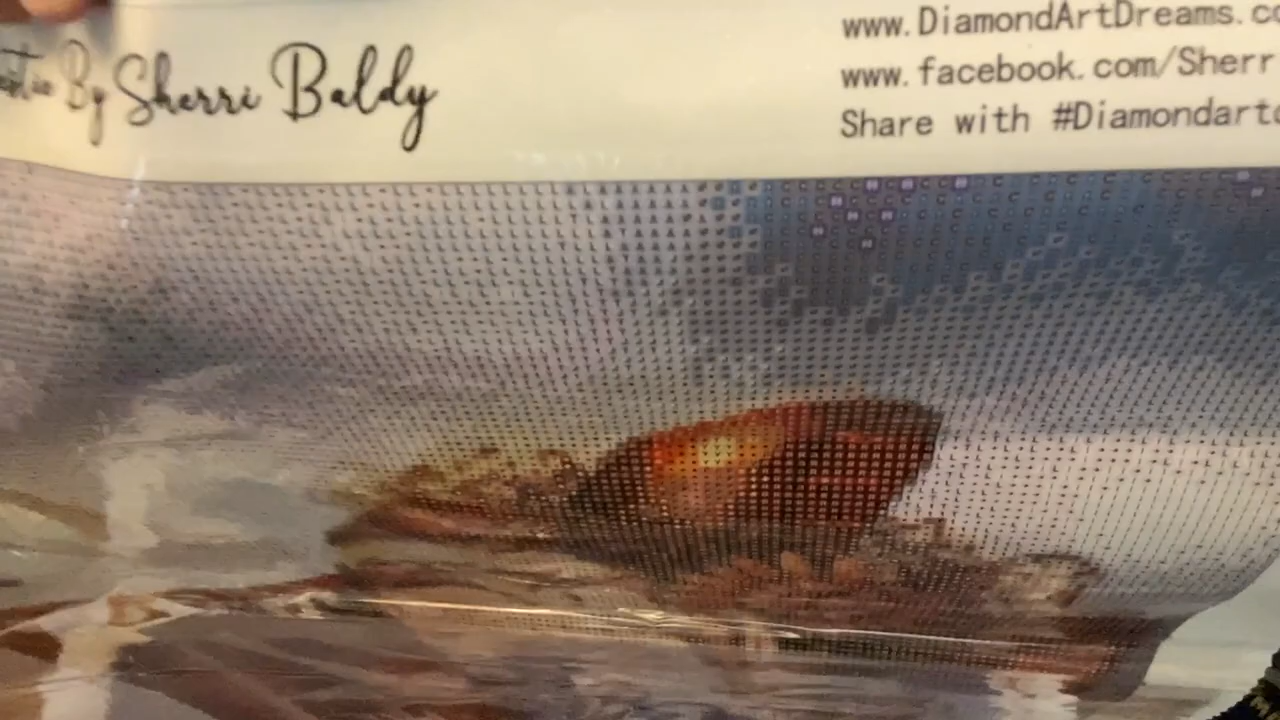 By Sherri Baldy
www.DiamondArtDreams.co
www.facebook.com/Sherr
Share with #Diamondart